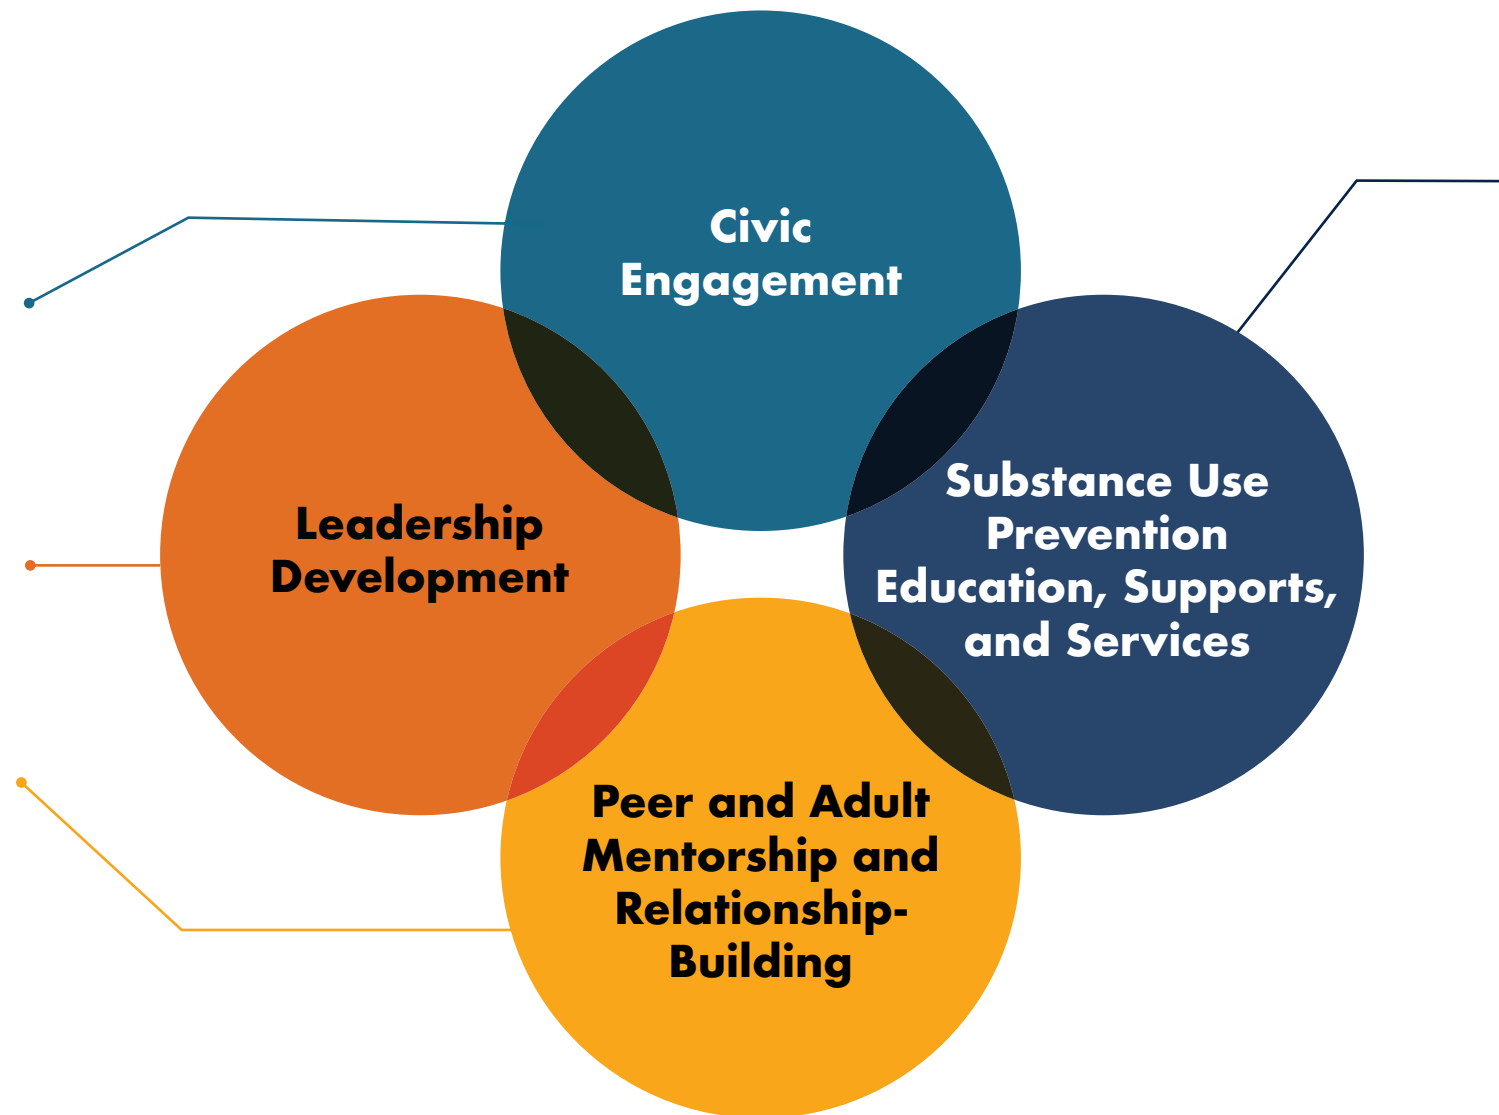 Civic
Engagement
Leadership
Development
Substance Use
Prevention
Education, Supports,
and Services
Peer and Adult
Mentorship and
Relationship-
Building